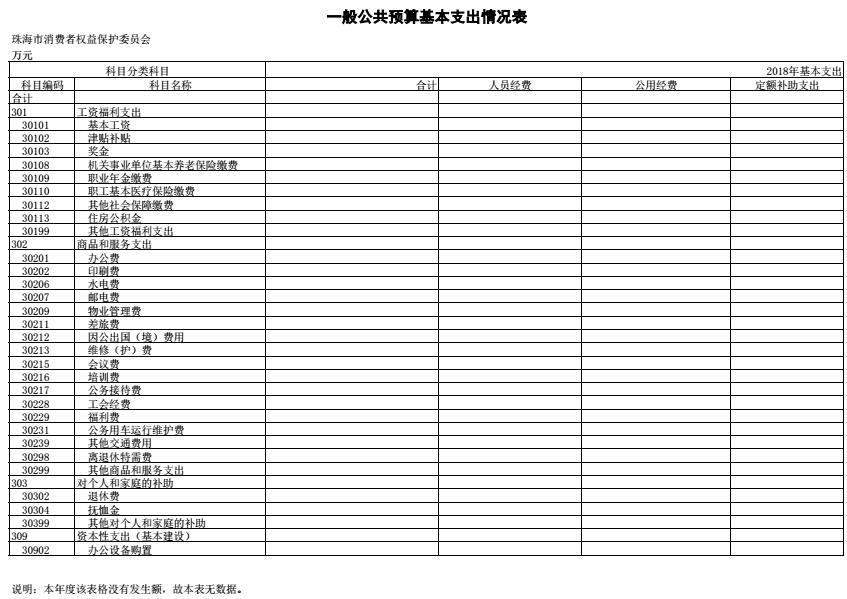 一般公共预算基本支出情况表
珠海市消费者权益保护委员会
万元
科目分类科目 2018年基本支出
科目编码 科目名称 合计 人员经费 公用经费 定额补助支出
合计
301 工资福利支出
30101 基本工资
30102 津贴补贴
30103 奖金
30108 机关事业单位基本养老保险缴费
30109 职业年金缴费
30110 职工基本医疗保险缴费
30112 其他社会保障缴费
30113 住房公积金
30199 其他工资福利支出
302 商品和服务支出
30201 办公费
30202 印刷费
30206 水电费
30207 邮电费
30209 物业管理费
30211 差旅费
30212 因公出国（境）费用
30213 维修（护）费
30215 会议费
30216 培训费
30217 公务接待费
30228 工会经费
30229 福利费
30231 公务用车运行维护费
30239 其他交通费用
30298 离退休特需费
30299 其他商品和服务支出
303 对个人和家庭的补助
30302 退休费
30304 抚恤金
30399 其他对个人和家庭的补助
309 资本性支出（基本建设）
30902 办公设备购置
说明：本年度该表格没有发生额，故本表无数据。